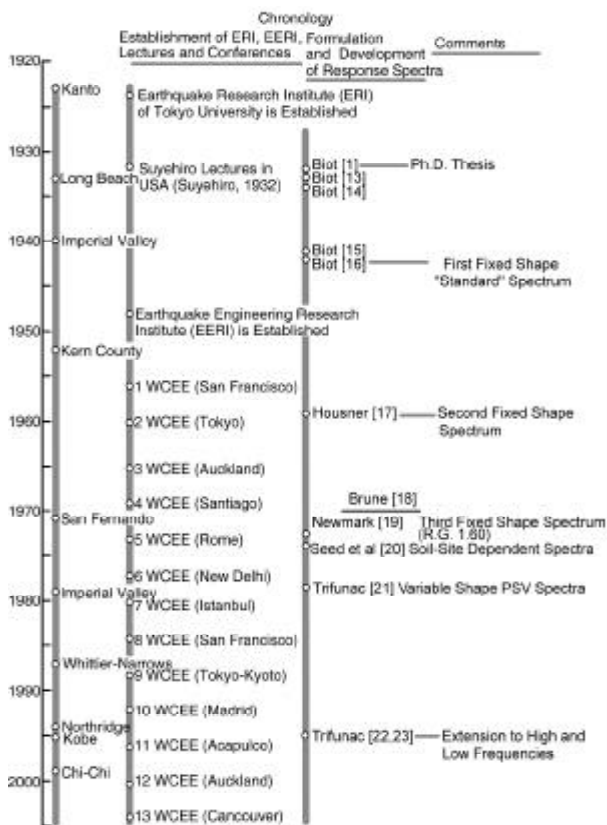 Chronology
Establishment of ERI, EERI,
Lectures and Conferences
Formulation
and Development
of Response Spectra
Comments
1920
1930
1940
1950
1960
1970
1980
1990
2000
Kanto
Long Beach
Imperial Valley
Kern County
San Fernando
Imperial Valley
Whittier-Narrows
Northridge
Kobe
Chi-Chi
Earthquake Research Institute (ERI)
of Tokyo University is Established
Suyehiro Lectures in
USA (Suyehiro, 1932)
Earthquake Engineering Research
Institute (EERI) is Established
1 WCEE (San Francisco)
2 WCEE (Tokyo)
3 WCEE (Auckland)
4 WCEE (Santiago)
5 WCEE (Rome)
6 WCEE (New Delhi)
7 WCEE (Istanbul)
8 WCEE (San Francisco)
9 WCEE (Tokyo-Kyoto)
10 WCEE (Madrid)
11 WCEE (Acapulco)
12 WCEE (Auckland)
13 WCEE (Cancouver)
Biot [1]
Ph.D. Thesis
Biot [13]
Biot [14]
Biot [15]
Biot [16]
First Fixed Shape
"Standard" Spectrum
Housner [17]
Second Fixed Shape
Spectrum
Brune [18]
Newmark [19] Third Fixed Shape Spectrum
(R.G. 1.60)
Seed et al [20] Soil-Site Dependent Spectra
Trifunac [21] Variable Shape PSV Spectra
Trifunac [22,23]
Extension to High and
Low Frequencies